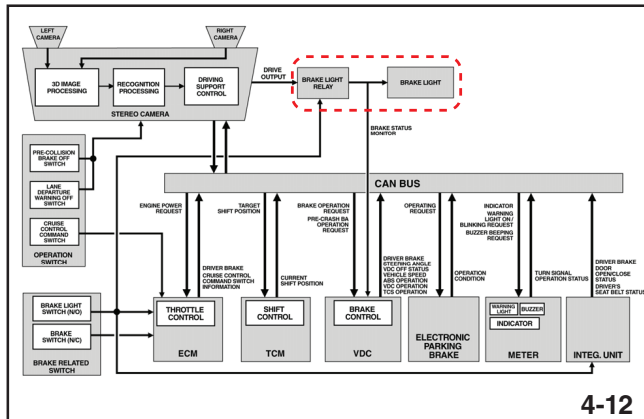 LEFT
CAMERA
RIGHT
CAMERA
3D IMAGE
PROCESSING
RECOGNITION
PROCESSING
DRIVING
SUPPORT
CONTROL
STEREO CAMERA
DRIVE
OUTPUT
BRAKE LIGHT
RELAY
BRAKE LIGHT
BRAKE STATUS
MONITOR
PRE-COLLISION
BRAKE OFF
SWITCH
LANE
DEPARTURE
WARNING OFF
SWITCH
CRUISE
CONTROL
COMMAND
SWITCH
OPERATION
SWITCH
CAN BUS
ENGINE POWER
REQUEST
TARGET
SHIFT POSITION
BRAKE OPERATION
REQUEST
PRE-CRASH BA
OPERATION
REQUEST
OPERATING
REQUEST
INDICATOR
WARNING
LIGHT ON /
BLINKING REQUEST
BUZZER BEEPING
REQUEST
DRIVER BRAKE
CRUISE CONTROL
COMMAND SWITCH
INFORMATION
CURRENT
SHIFT POSITION
DRIVER BRAKE
STEERING ANGLE
VDC OFF STATUS
VEHICLE SPEED
ABS OPERATION
VDC OPERATION
TCS OPERATION
OPERATION
CONDITION
TURN SIGNAL
OPERATION STATUS
DRIVER BRAKE
DOOR
OPEN/CLOSE
STATUS
DRIVER'S
SEAT BELT STATUS
BRAKE LIGHT
SWITCH (N/O)
BRAKE
SWITCH (N/C)
BRAKE RELATED
SWITCH
THROTTLE
CONTROL
ECM
SHIFT
CONTROL
TCM
BRAKE
CONTROL
VDC
ELECTRONIC
PARKING
BRAKE
WARNING
LIGHT
BUZZER
INDICATOR
METER
INTEG. UNIT
4-12